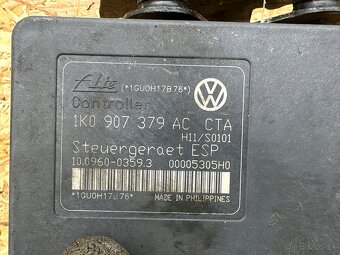 (*1GU0H17B76*)
Controller
1K0 907 379 AC CTA
H11/S0101
Steuergeraet ESP
10.0960-0359.3 00005305H0
*1GU0H17B76*
MADE IN PHILIPPINES